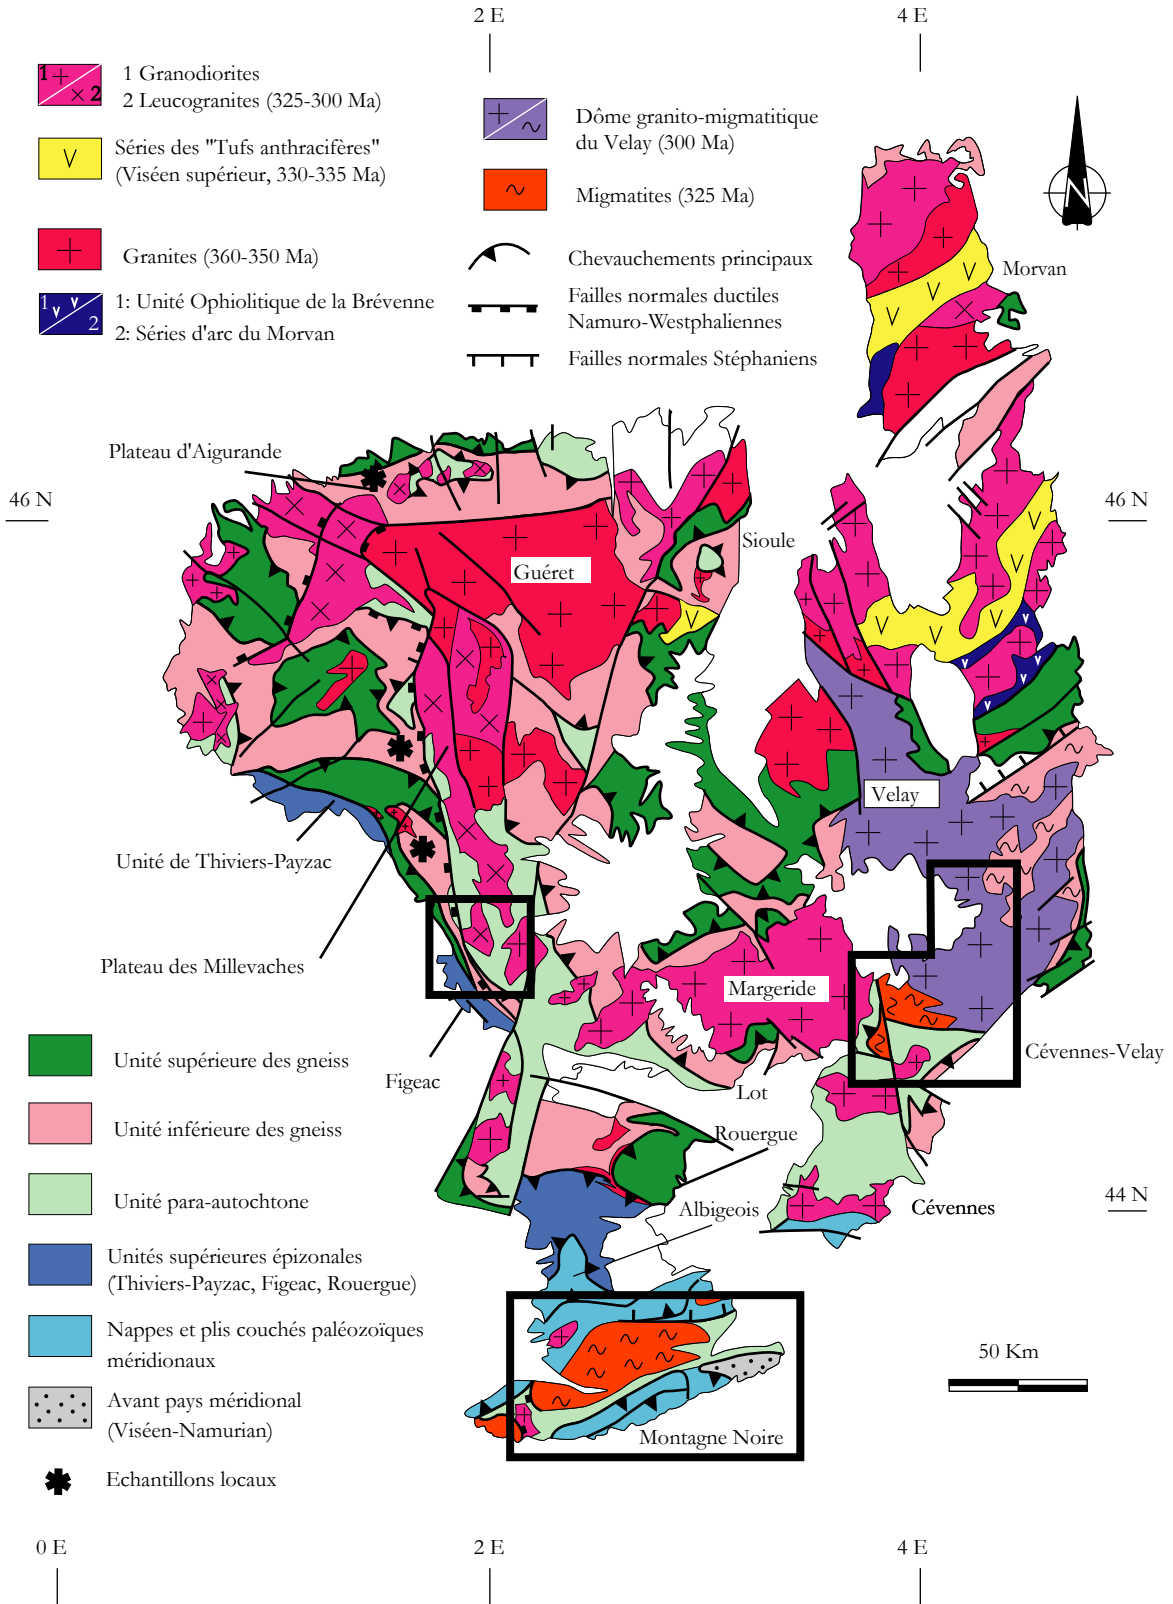 2 E
4 E
1
2
1 Granodiorites
2 Leucogranites (325-300 Ma)
Séries des "Tufs anthracifères"
(Viséen supérieur, 330-335 Ma)
Granites (360-350 Ma)
1
2
1: Unité Ophiolitique de la Brévenne
2: Séries d'arc du Morvan
Dôme granito-migmatitique
du Velay (300 Ma)
Migmatites (325 Ma)
Chevauchements principaux
Failles normales ductiles
Namuro-Westphaliennes
Failles normales Stéphaniens
N
Morvan
Plateau d'Aigurande
46 N
46 N
Sioule
Guéret
Velay
Unité de Thiviers-Payzac
Plateau des Millevaches
Margeride
Unité supérieure des gneiss
Figeac
Cévennes-Velay
Lot
Unité inférieure des gneiss
Rouergue
Unité para-autochtone
Albigeois
Cévennes
44 N
Unités supérieures épizonales
(Thiviers-Payzac, Figeac, Rouergue)
Nappes et plis couchés paléozoïques
méridionaux
50 Km
Avant pays méridional
(Viséen-Namurian)
Montagne Noire
Echantillons locaux
0 E
2 E
4 E